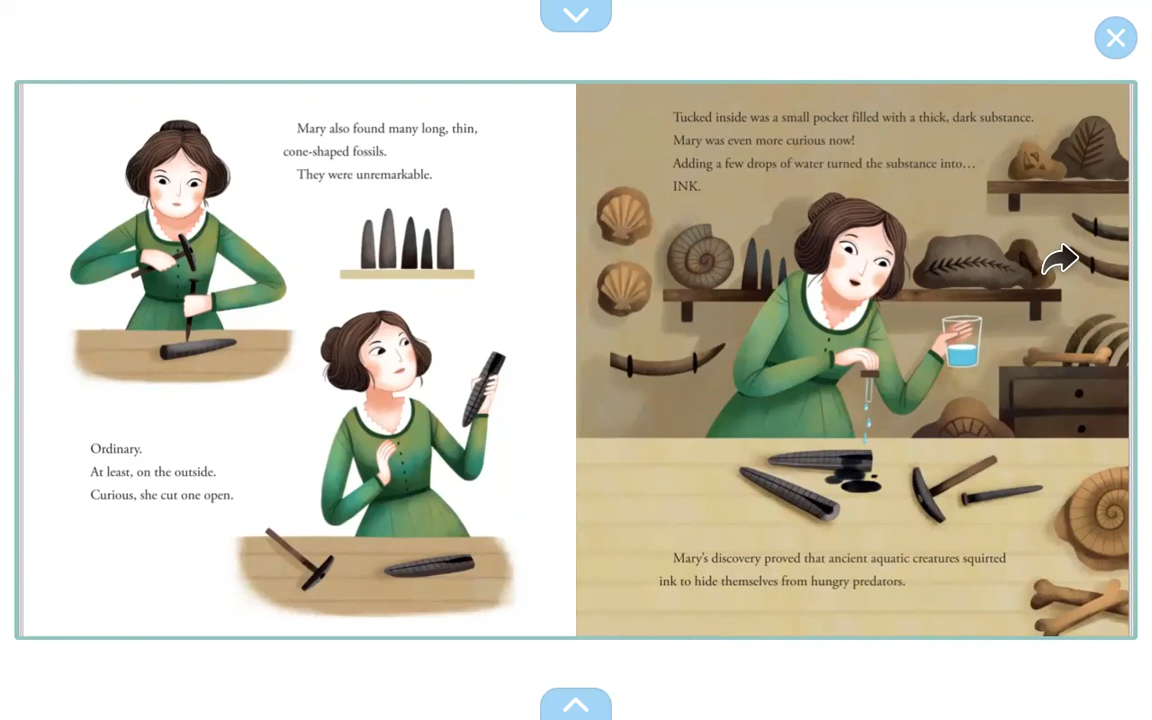 Mary also found many long, thin,
cone-shaped fossils.
They were unremarkable.
Ordinary.
At least, on the outside.
Curious, she cut one open.
Tucked inside was a small pocket filled with a thick, dark substance.
Mary was even more curious now!
Adding a few drops of water turned the substance into…
INK.
Mary’s discovery proved that ancient aquatic creatures squirted
ink to hide themselves from hungry predators.